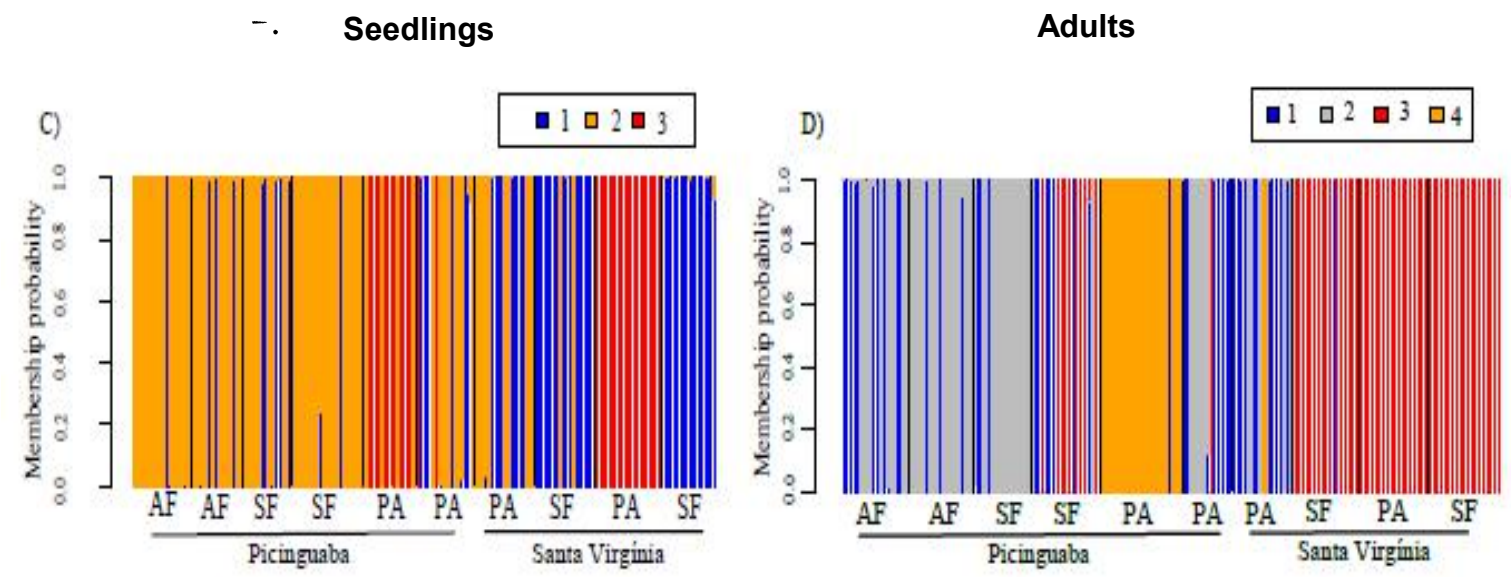 Seedlings
Adults
C)
1 2 3
D)
1 2 3 4
Membership probability
0.0 0.2 0.4 0.6 0.8 1.0
Membership probability
0.0 0.2 0.4 0.6 0.8 1.0
AF AF SF SF PA PA PA SF PA SF
Picinguaba
Santa Virgínia
AF AF SF SF PA PA PA SF PA SF
Picinguaba
Santa Virgínia